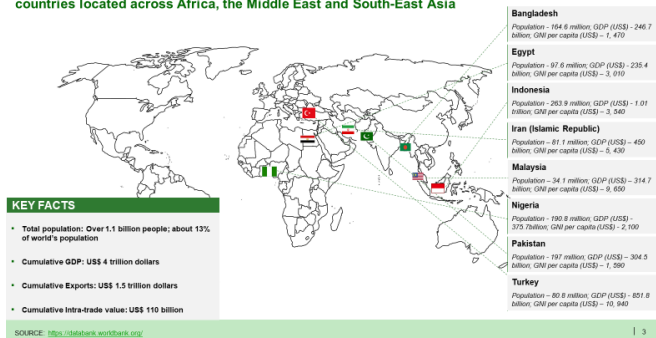 countries located across Africa, the Middle East and South-East Asia
Bangladesh
Population - 164.6 million; GDP (US$) - 246.7
billion; GNI per capita (US$) – 1, 470
Egypt
Population - 97.6 million; GDP (US$) - 235.4
billion; GNI per capita (US$) – 3, 010
Indonesia
Population - 263.9 million; GDP (US$) - 1.01
trillion; GNI per capita (US$) – 3, 540
Iran (Islamic Republic)
Population – 81.1 million; GDP (US$) – 450
billion; GNI per capita (US$) – 5, 430
Malaysia
Population – 34.1 million; GDP (US$) – 314.7
billion; GNI per capita (US$) – 9, 650
Nigeria
Population - 190.8 million; GDP (US$) -
375.7billion; GNI per capita (US$) - 2,100
Pakistan
Population - 197 million; GDP (US$) – 304.5
billion; GNI per capita (US$) – 1, 590
Turkey
Population – 80.8 million; GDP (US$) - 851.8
billion; GNI per capita (US$) – 10, 940
KEY FACTS
• Total population: Over 1.1 billion people; about 13%
of world's population
• Cumulative GDP: US$ 4 trillion dollars
• Cumulative Exports: US$ 1.5 trillion dollars
• Cumulative Intra-trade value: US$ 110 billion
SOURCE: https://databank.worldbank.org/
3